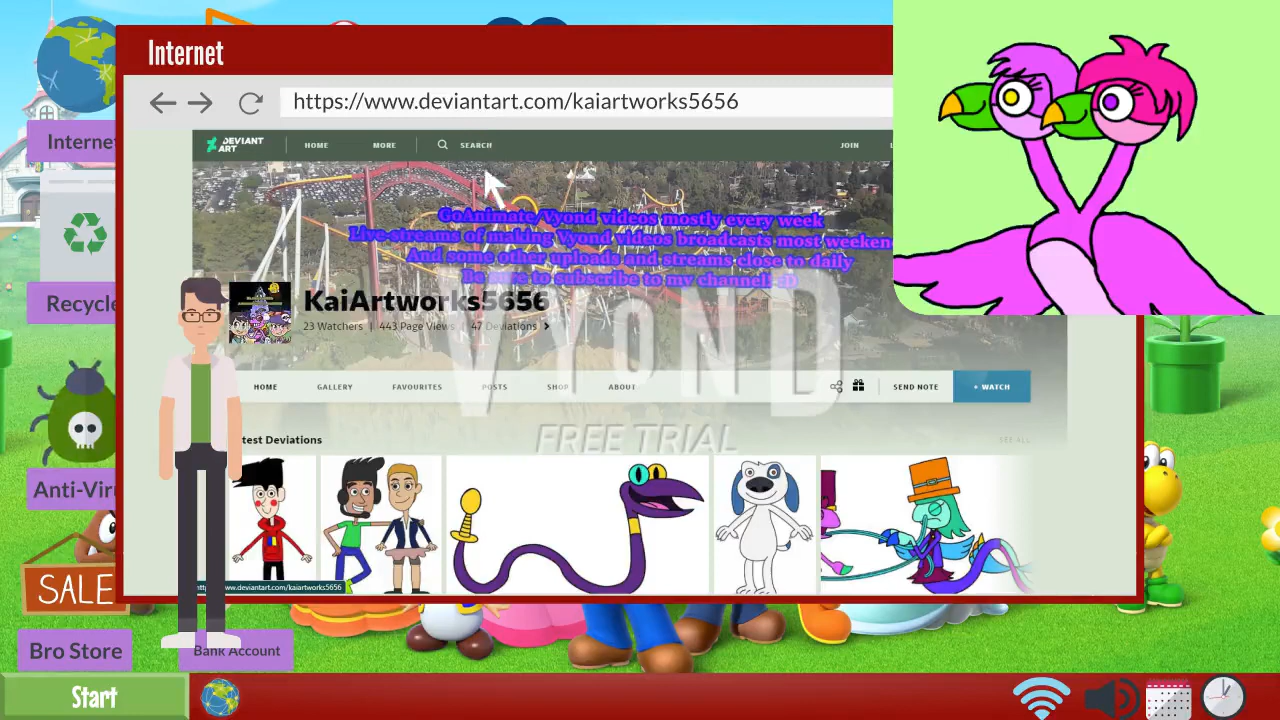 Internet
https://www.deviantart.com/kaiartworks5656
DEVIANT
ART
HOME
MORE
SEARCH
JOIN
GoAnimate/Vyond videos mostly every week
Live-streams of making Vyond videos broadcasts most weekend
And some other uploads and streams close to daily
Be sure to subscribe to my channel! :D
KaiArtworks5656
23 Watchers | 443 Page Views | 47 Deviations
HOME
GALLERY
FAVOURITES
POSTS
SHOP
ABOUT
SEND NOTE
+ WATCH
VYOND
FREE TRIAL
test Deviations
SEE ALL
www.deviantart.com/kaiartworks5656
Internet
Recycle
Anti-Vir
SALE
Bro Store
Bank Account
Start